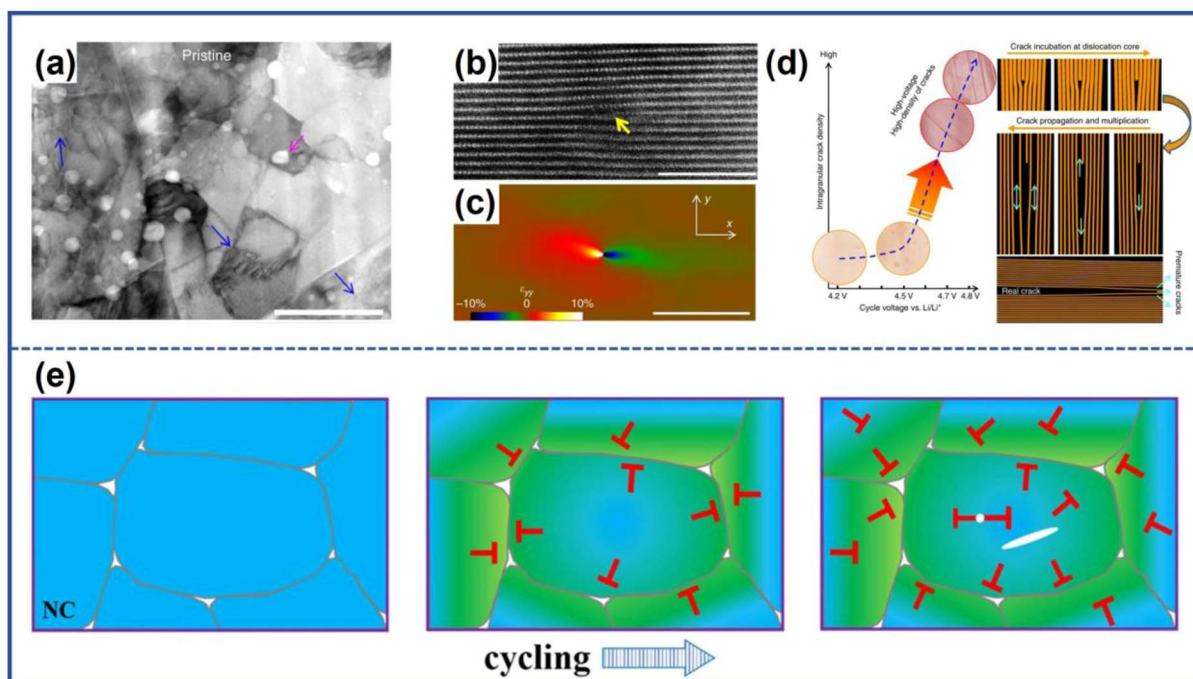 (a)
Pristine
(b)
(c)
y
x
εyy
−10% 0 10%
(d)
High
Intragranular crack density
High-voltage
High-density of cracks
4.2 V 4.5 V 4.7 V 4.8 V
Cycle voltage vs. Li/Li+
Crack incubation at dislocation core
Crack propagation and multiplication
Real crack
Premature cracks
(e)
NC
cycling